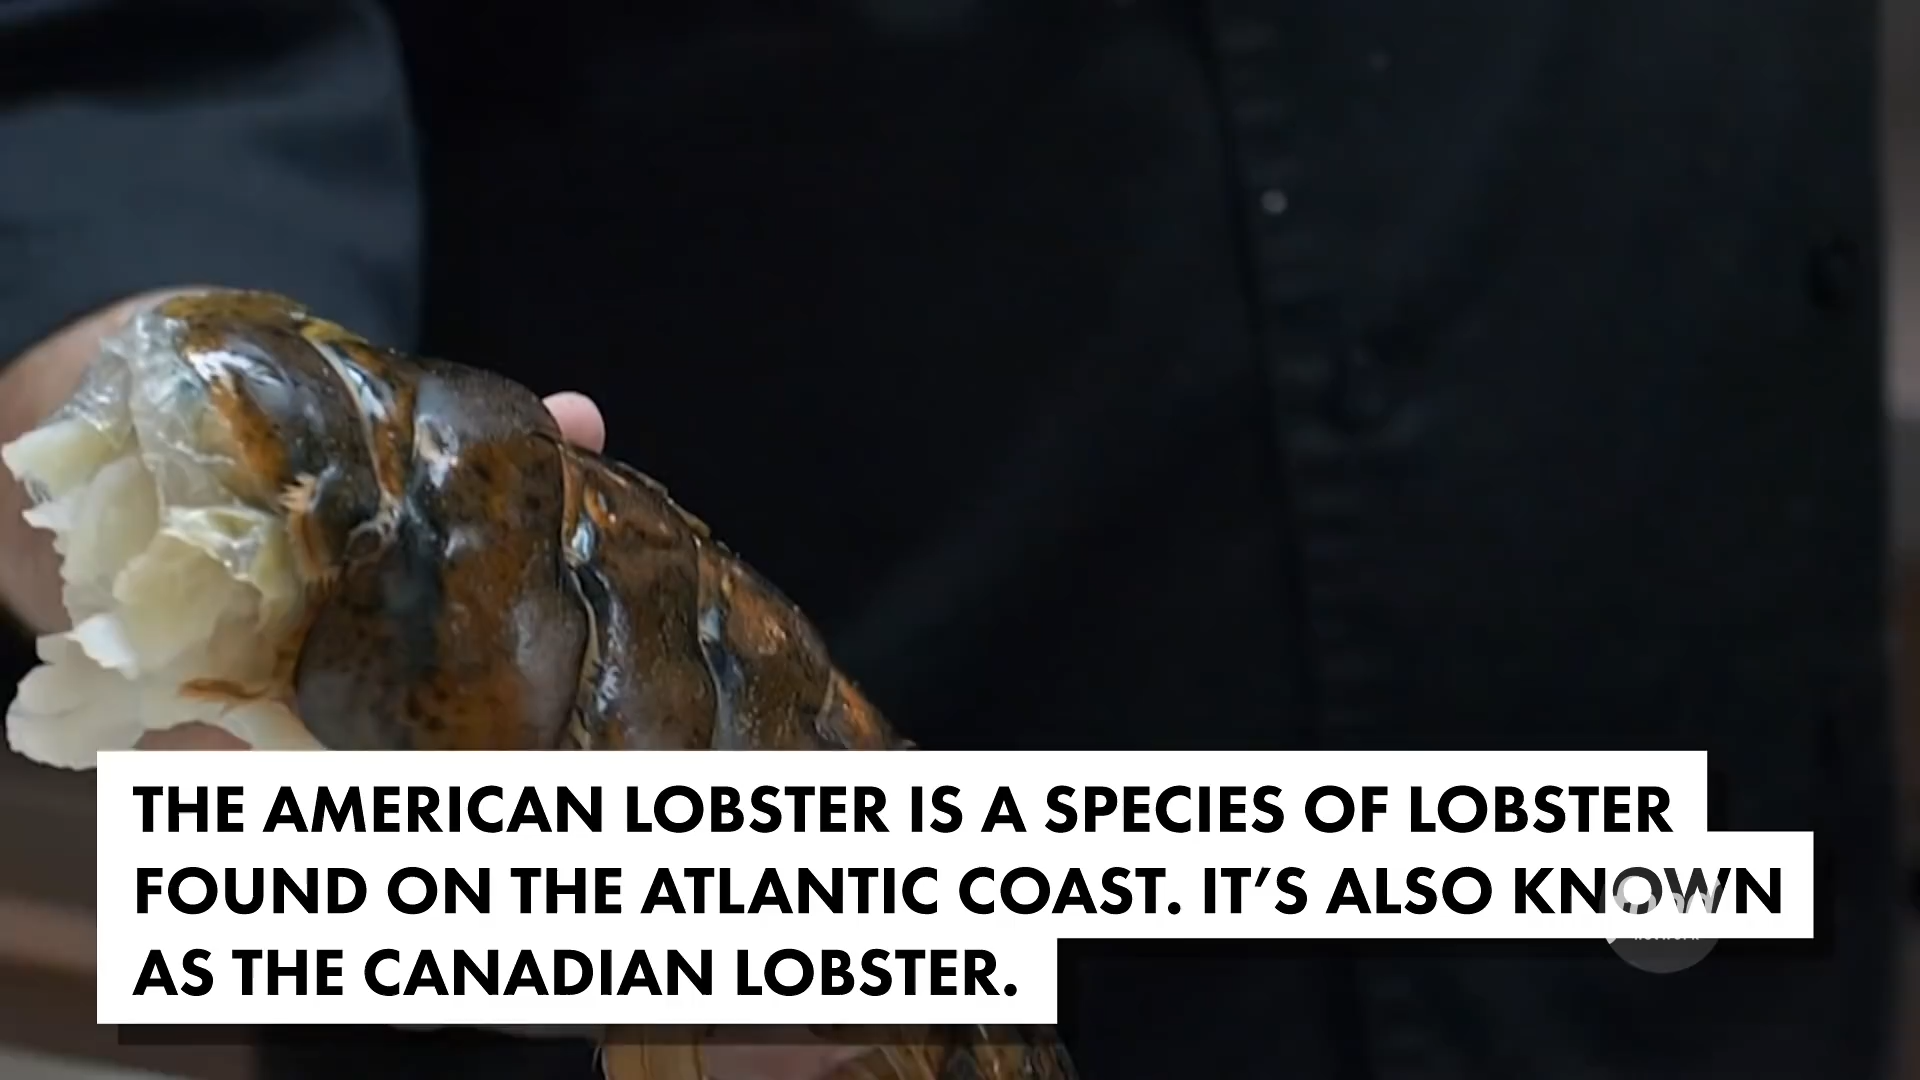 THE AMERICAN LOBSTER IS A SPECIES OF LOBSTER
FOUND ON THE ATLANTIC COAST. IT’S ALSO KNOWN
AS THE CANADIAN LOBSTER.